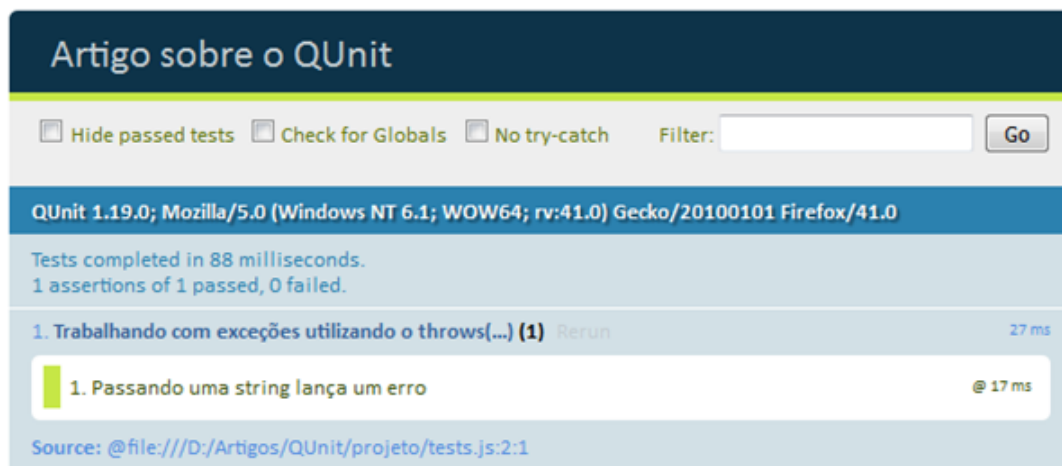 Artigo sobre o QUnit
Hide passed tests Check for Globals No try-catch Filter: Go
QUnit 1.19.0; Mozilla/5.0 (Windows NT 6.1; WOW64; rv:41.0) Gecko/20100101 Firefox/41.0
Tests completed in 88 milliseconds.
1 assertions of 1 passed, 0 failed.
1. Trabalhando com exceções utilizando o throws(...) (1) Rerun 27 ms
1. Passando uma string lança um erro @ 17 ms
Source: @file:///D:/Artigos/QUnit/projeto/tests.js:2:1